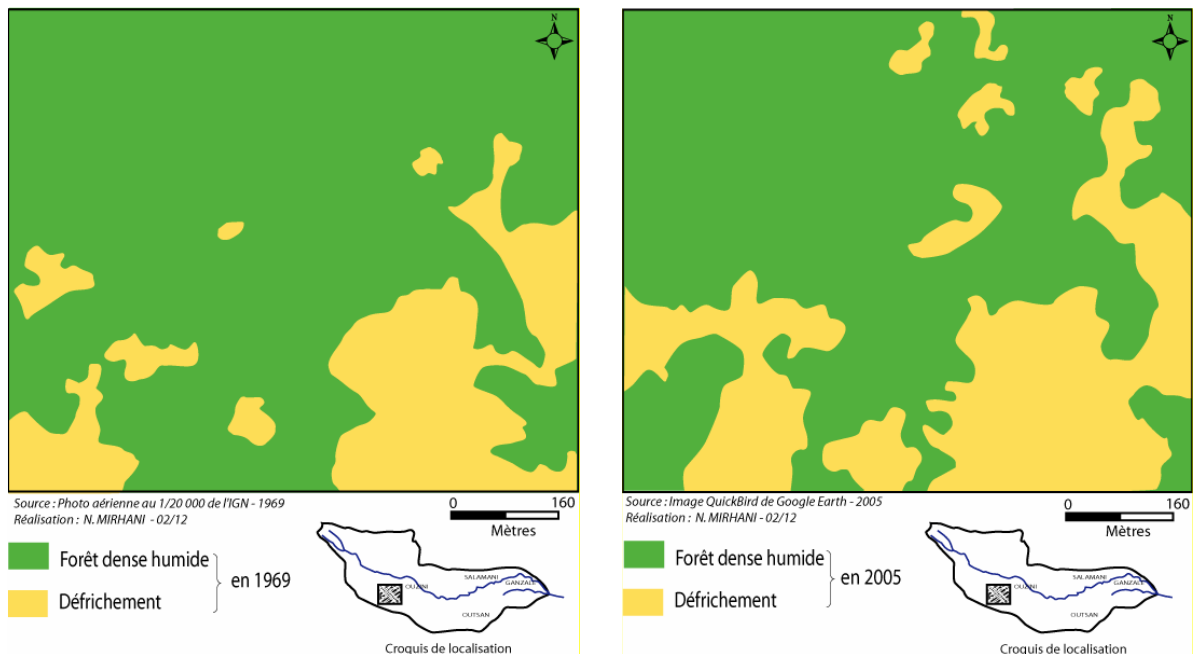 N
Source : Photo aérienne au 1/20 000 de l'IGN - 1969
Réalisation : N. MIRHANI - 02/12
0 160
Mètres
Forêt dense humide
Défrichement
en 1969
OUZINI
SALAMANI
GANZALE
OUTSAN
Croquis de localisation
N
Source : Image QuickBird de Google Earth - 2005
Réalisation : N. MIRHANI - 02/12
0 160
Mètres
Forêt dense humide
Défrichement
en 2005
OUZINI
SALAMANI
GANZALE
OUTSAN
Croquis de localisation